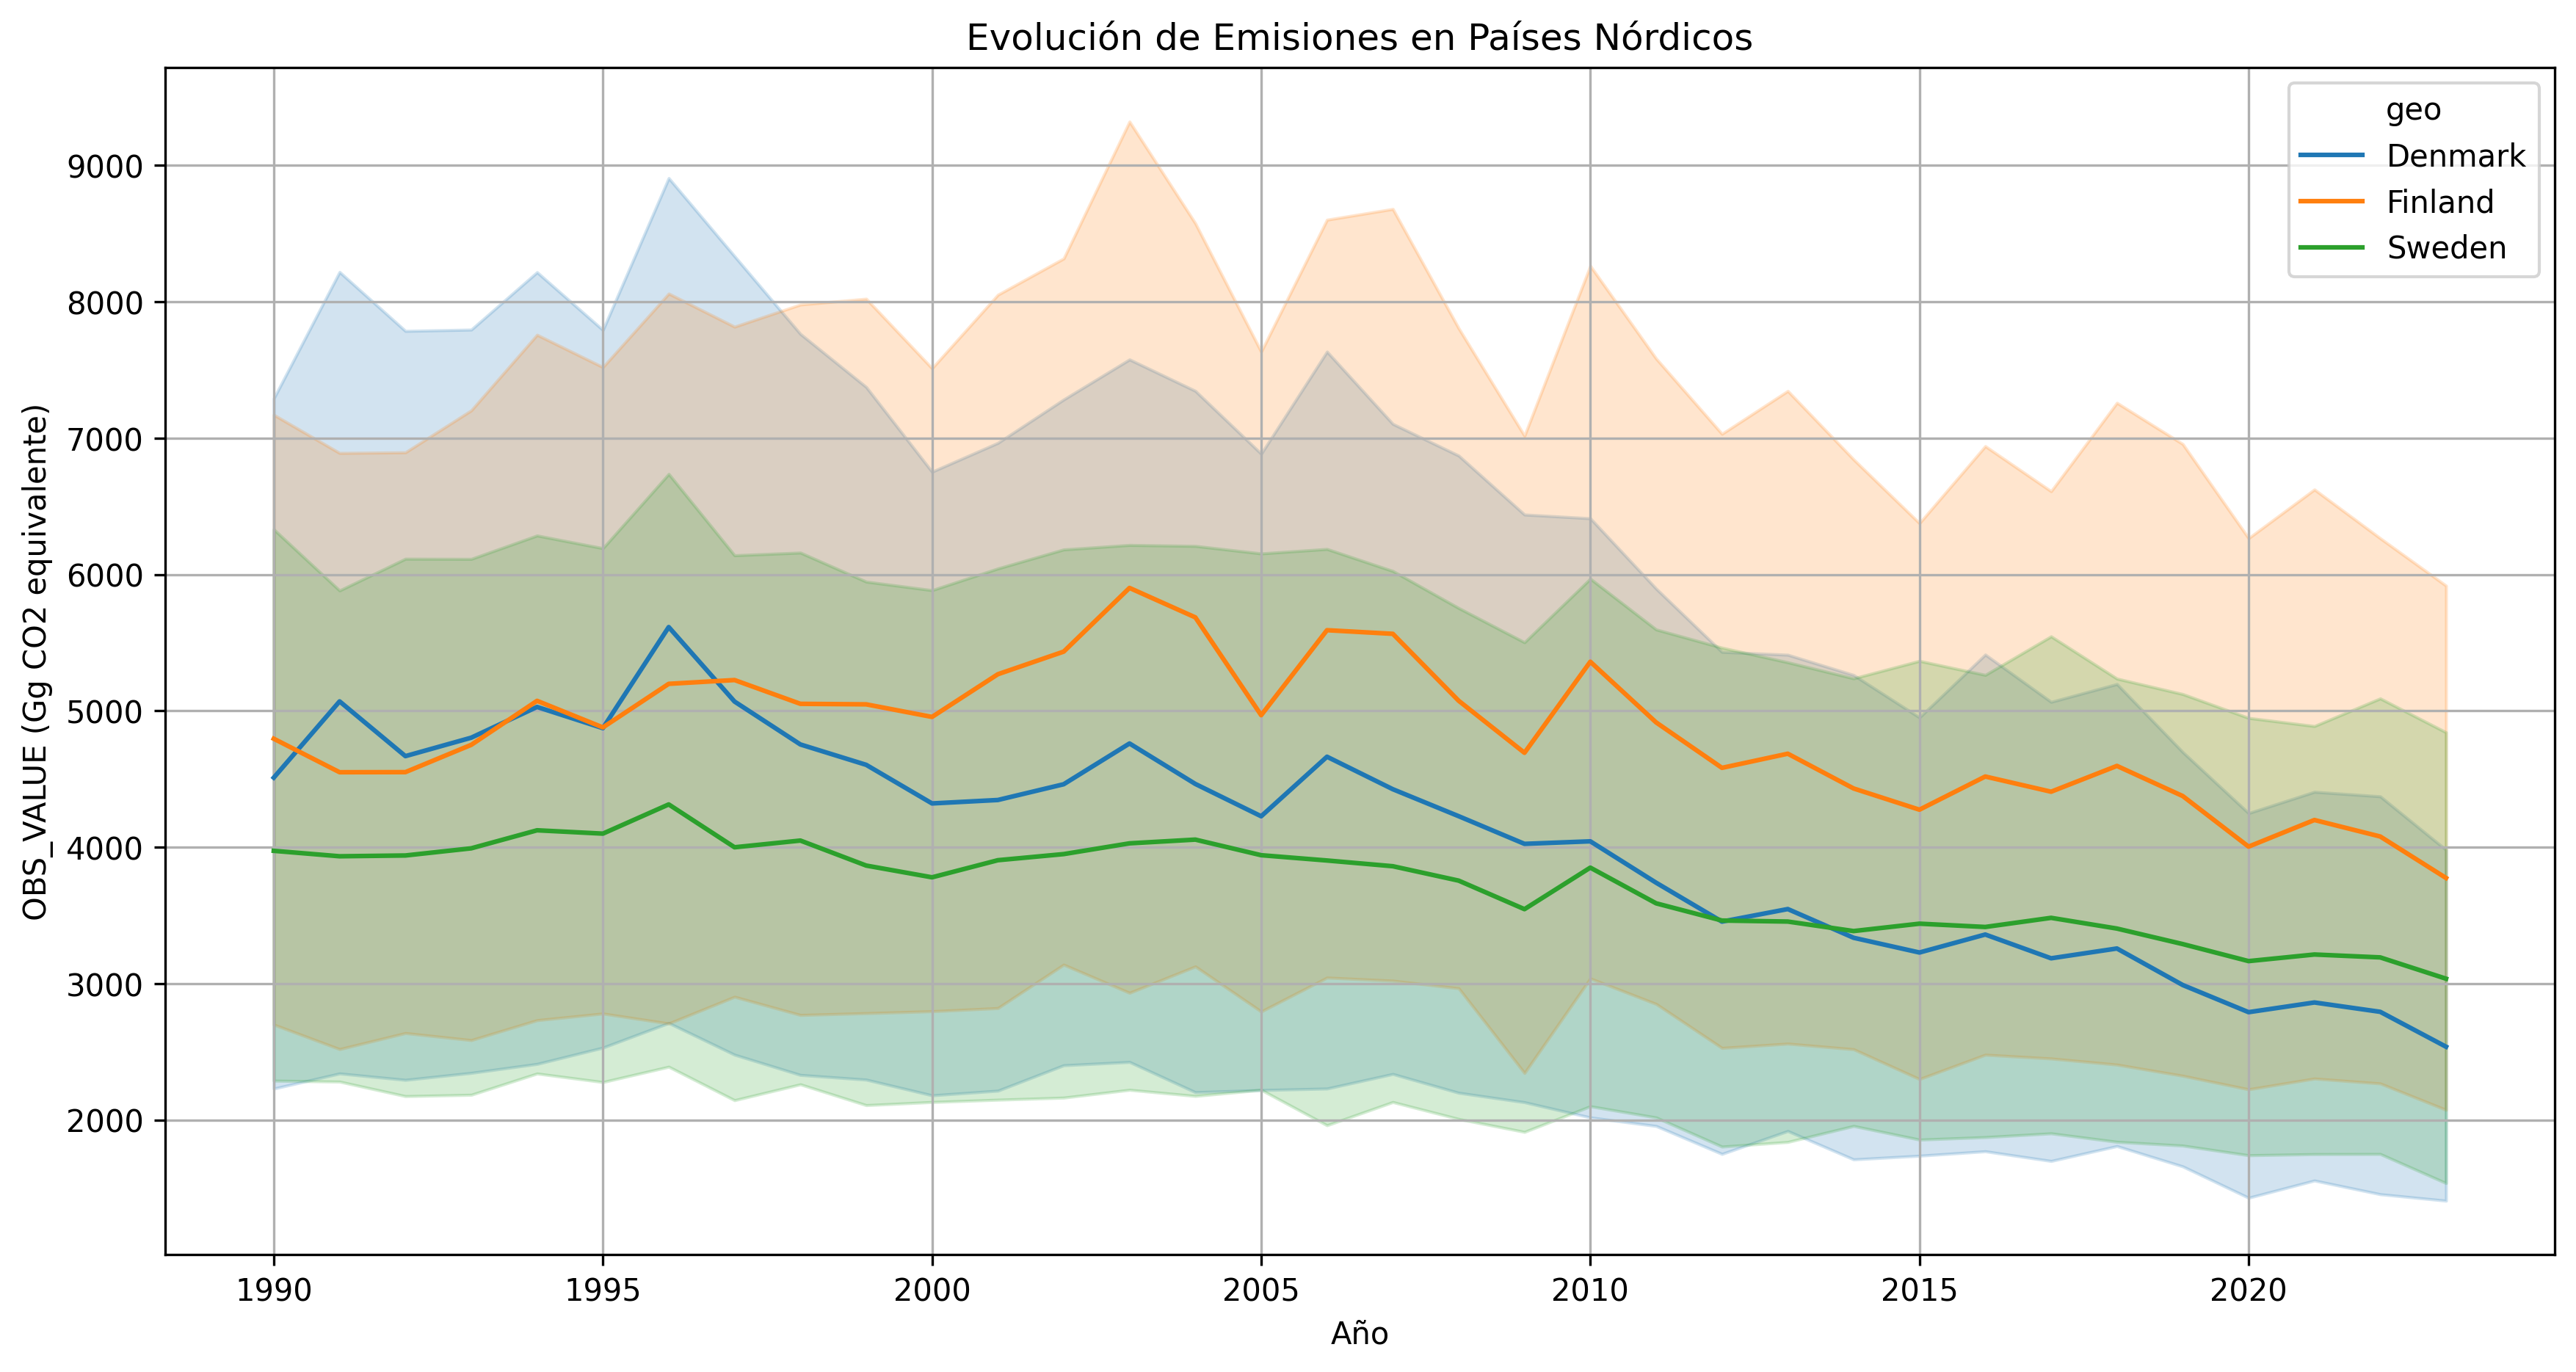 Evolución de Emisiones en Países Nórdicos
geo
Denmark
Finland
Sweden
OBS_VALUE (Gg CO2 equivalente)
9000
8000
7000
6000
5000
4000
3000
2000
1990 1995 2000 2005 2010 2015 2020
Año